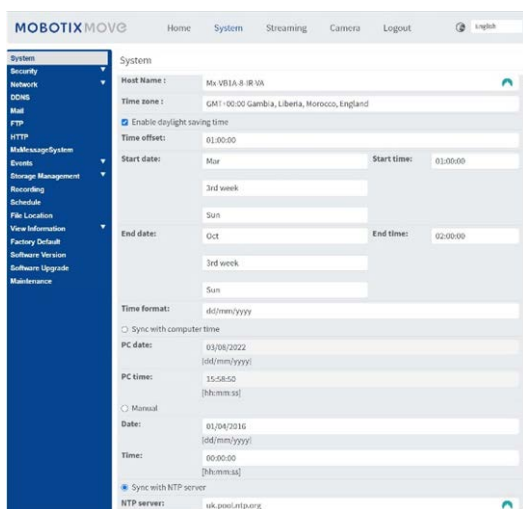 MOBOTIX MOVE
Home System Streaming Camera Logout English
System
Security
Network
DDNS
Mail
FTP
HTTP
MxMessageSystem
Events
Storage Management
Recording
Schedule
File Location
View Information
Factory Default
Software Version
Software Upgrade
Maintenance
System
Host Name : Mx-VB1A-8-IR-VA
Time zone : GMT+00:00 Gambia, Liberia, Morocco, England
Enable daylight saving time
Time offset: 01:00:00
Start date: Mar Start time: 01:00:00
3rd week
Sun
End date: Oct End time: 02:00:00
3rd week
Sun
Time format: dd/mm/yyyy
Sync with computer time
PC date: 03/08/2022
[dd/mm/yyyy]
PC time: 15:58:50
[hh:mm:ss]
Manual
Date: 01/04/2016
[dd/mm/yyyy]
Time: 00:00:00
[hh:mm:ss]
Sync with NTP server
NTP server: uk.pool.ntp.org